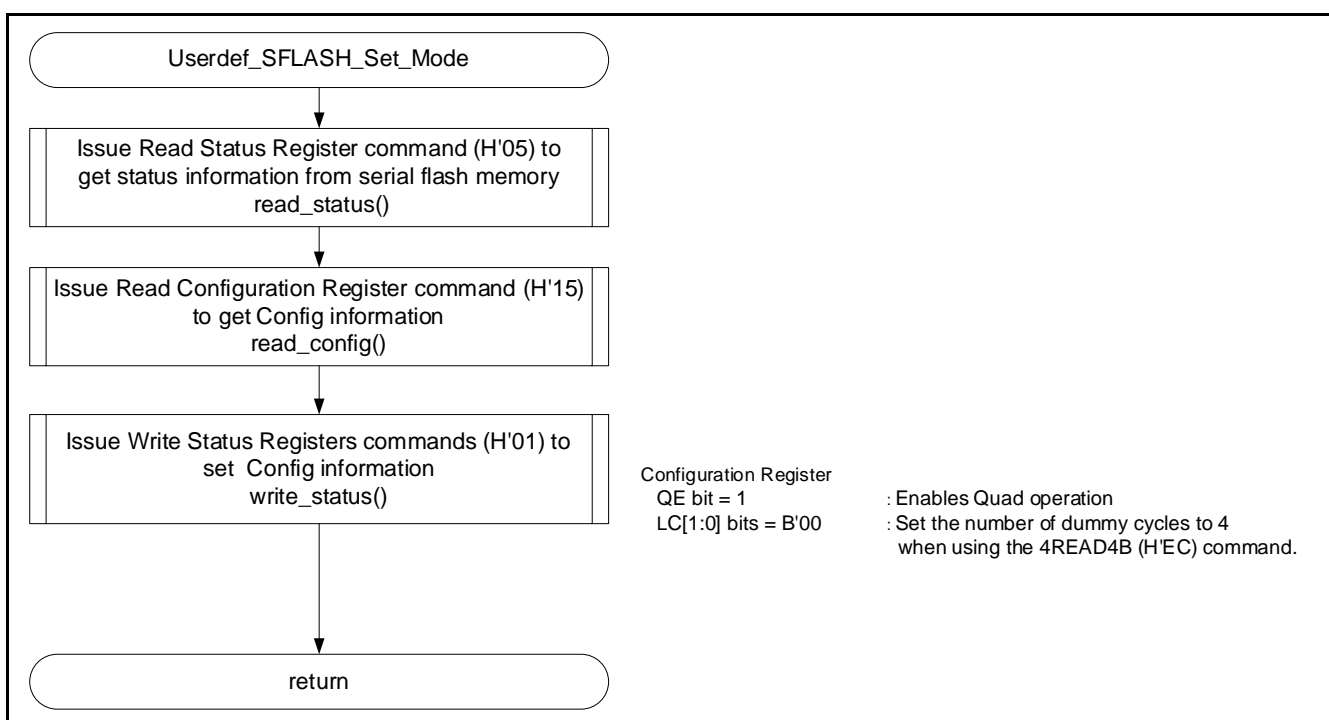 Userdef_SFLASH_Set_Mode
Issue Read Status Register command (H'05) to
get status information from serial flash memory
read_status()
Issue Read Configuration Register command (H'15)
to get Config information
read_config()
Issue Write Status Registers commands (H'01) to
set Config information
write_status()
Configuration Register
QE bit = 1 : Enables Quad operation
LC[1:0] bits = B'00 : Set the number of dummy cycles to 4
when using the 4READ4B (H'EC) command.
return